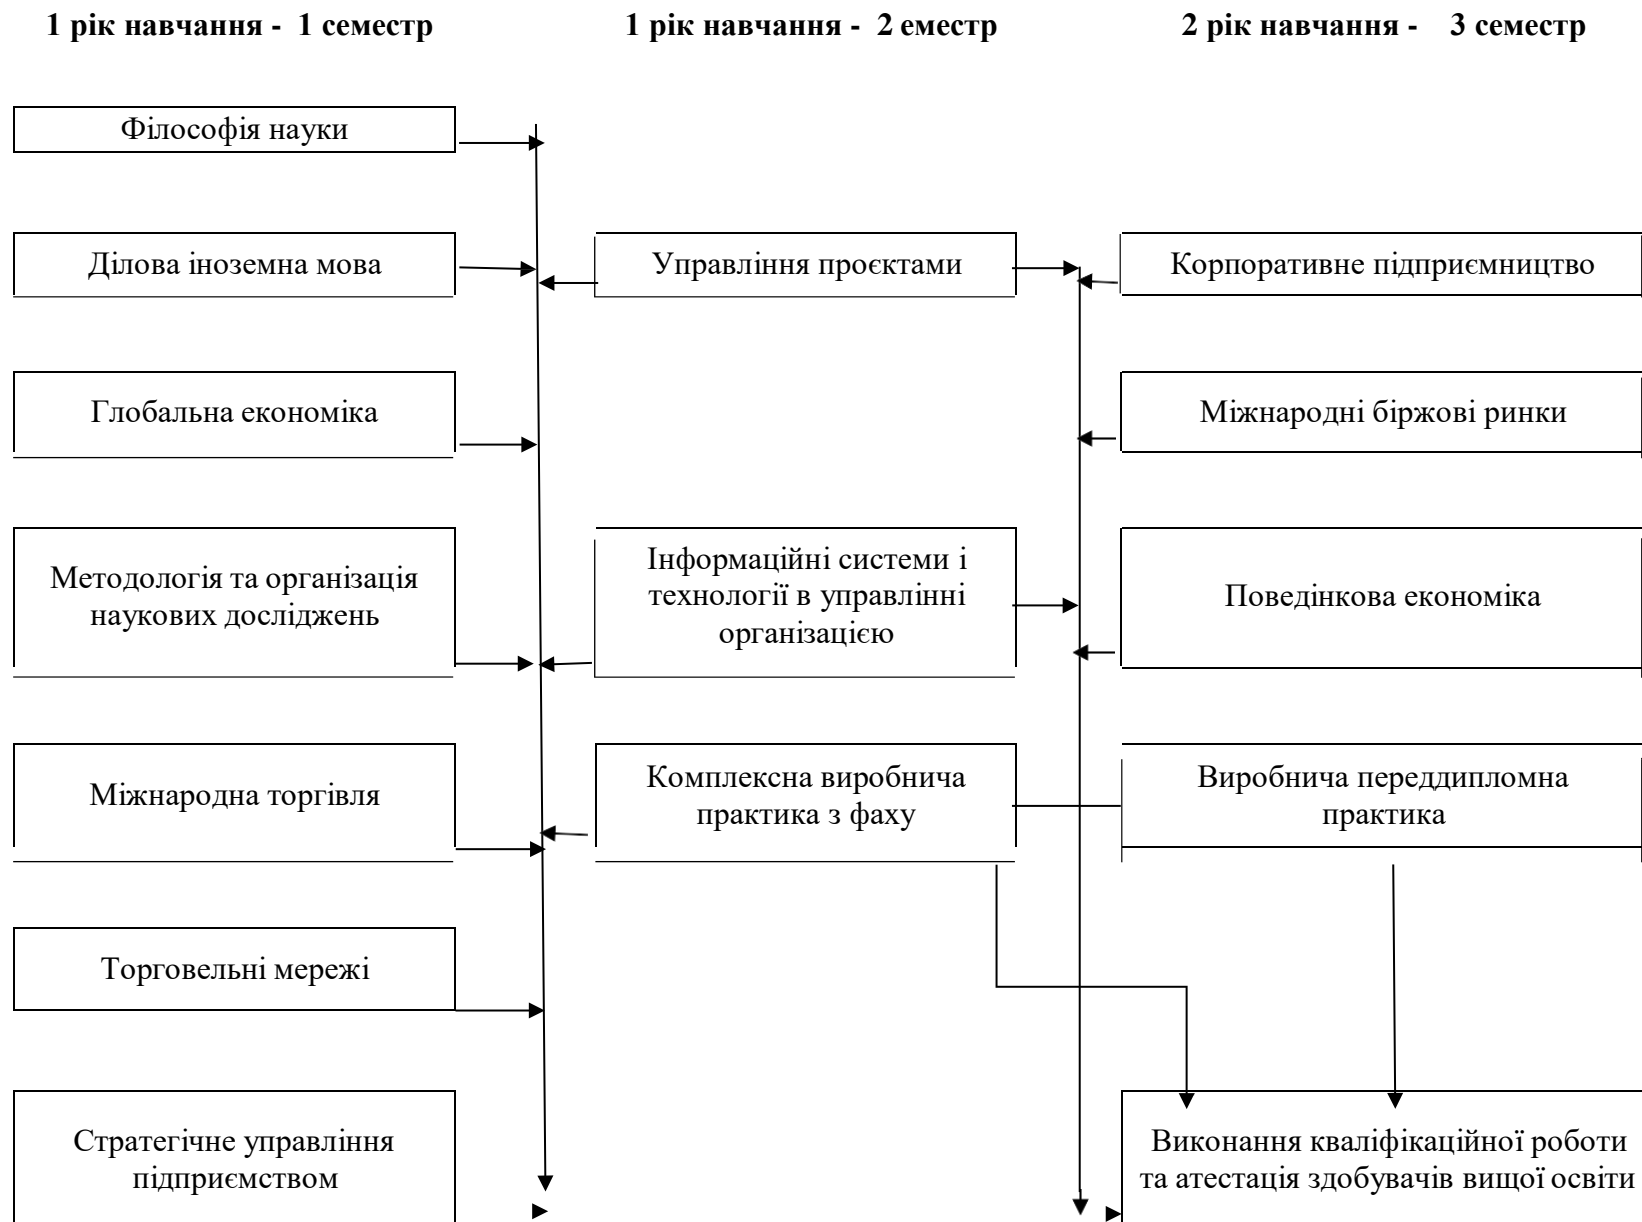 1 рік навчання - 1 семестр
1 рік навчання - 2 еместр
2 рік навчання - 3 семестр
Філософія науки
Ділова іноземна мова
Управління проєктами
Корпоративне підприємництво
Глобальна економіка
Міжнародні біржові ринки
Методологія та організація
наукових досліджень
Інформаційні системи і
технології в управлінні
організацією
Поведінкова економіка
Міжнародна торгівля
Комплексна виробнича
практика з фаху
Виробнича переддипломна
практика
Торговельні мережі
Стратегічне управління
підприємством
Виконання кваліфікаційної роботи
та атестація здобувачів вищої освіти